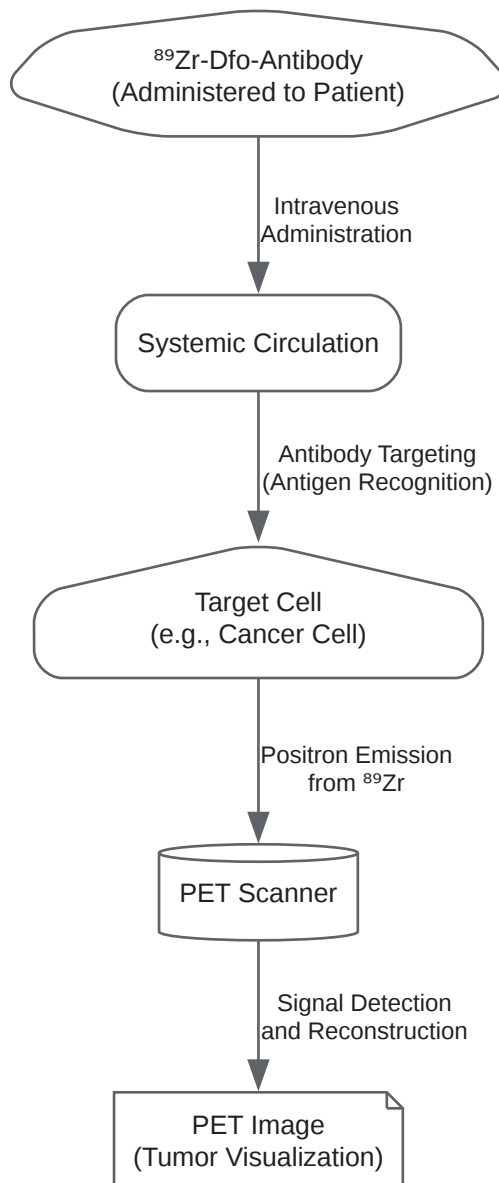 ⁸⁹Zr-Dfo-Antibody
(Administered to Patient)
Intravenous
Administration
Systemic Circulation
Antibody Targeting
(Antigen Recognition)
Target Cell
(e.g., Cancer Cell)
Positron Emission
from ⁸⁹Zr
PET Scanner
Signal Detection
and Reconstruction
PET Image
(Tumor Visualization)